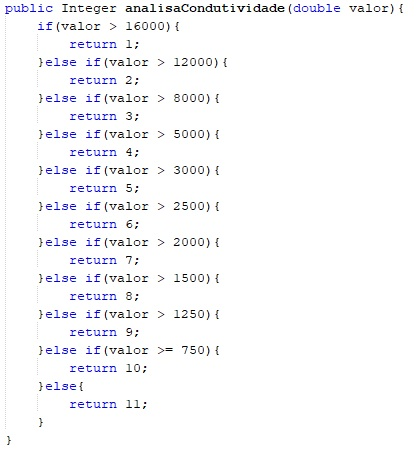 public Integer analisaCondutividade(double valor){
    if(valor > 16000){
        return 1;
    }else if(valor > 12000){
        return 2;
    }else if(valor > 8000){
        return 3;
    }else if(valor > 5000){
        return 4;
    }else if(valor > 3000){
        return 5;
    }else if(valor > 2500){
        return 6;
    }else if(valor > 2000){
        return 7;
    }else if(valor > 1500){
        return 8;
    }else if(valor > 1250){
        return 9;
    }else if(valor >= 750){
        return 10;
    }else{
        return 11;
    }
}